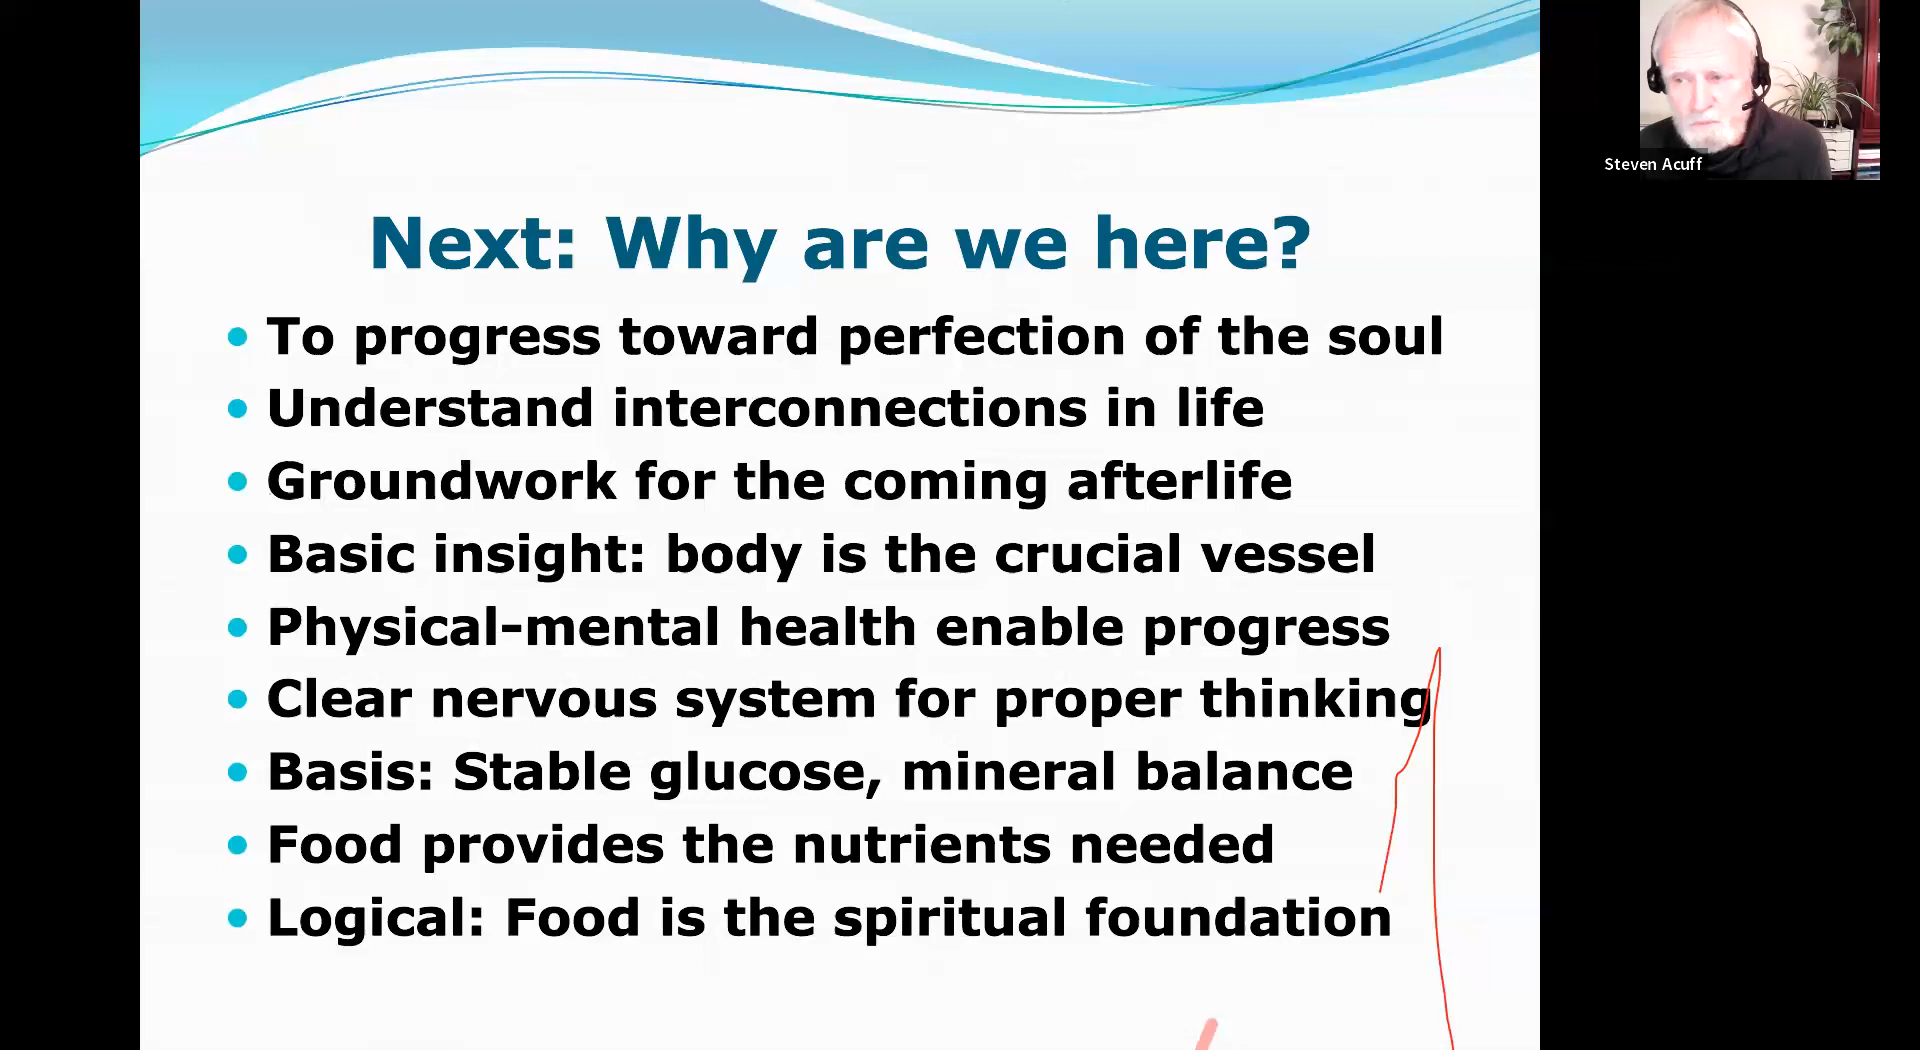 Steven Acuff
Next: Why are we here?
• To progress toward perfection of the soul
• Understand interconnections in life
• Groundwork for the coming afterlife
• Basic insight: body is the crucial vessel
• Physical-mental health enable progress
• Clear nervous system for proper thinking
• Basis: Stable glucose, mineral balance
• Food provides the nutrients needed
• Logical: Food is the spiritual foundation